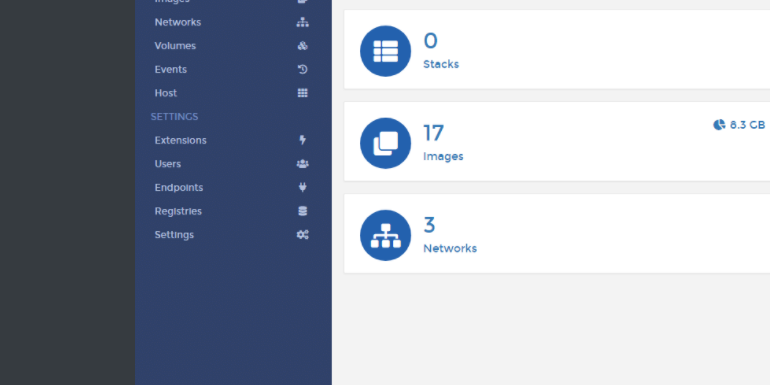 Images
Networks
Volumes
Events
Host
SETTINGS
Extensions
Users
Endpoints
Registries
Settings
0
Stacks
17
Images
8.3 GB
3
Networks